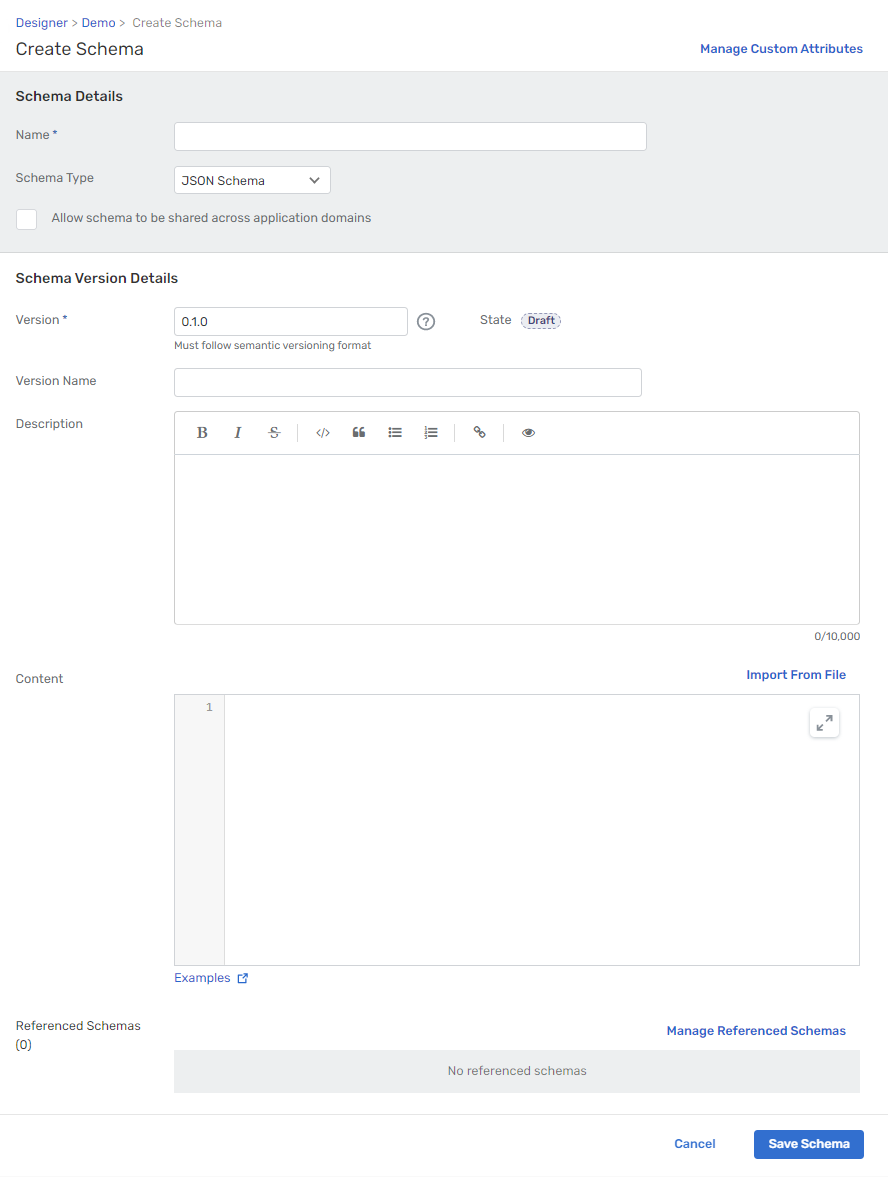 Designer > Demo > Create Schema
Create Schema
Manage Custom Attributes
Schema Details
Name *
Schema Type
JSON Schema
Allow schema to be shared across application domains
Schema Version Details
Version *
0.1.0
State
Draft
Must follow semantic versioning format
Version Name
Description
B I S
0/10,000
Content
Import From File
1
Examples
Referenced Schemas
(0)
Manage Referenced Schemas
No referenced schemas
Cancel
Save Schema